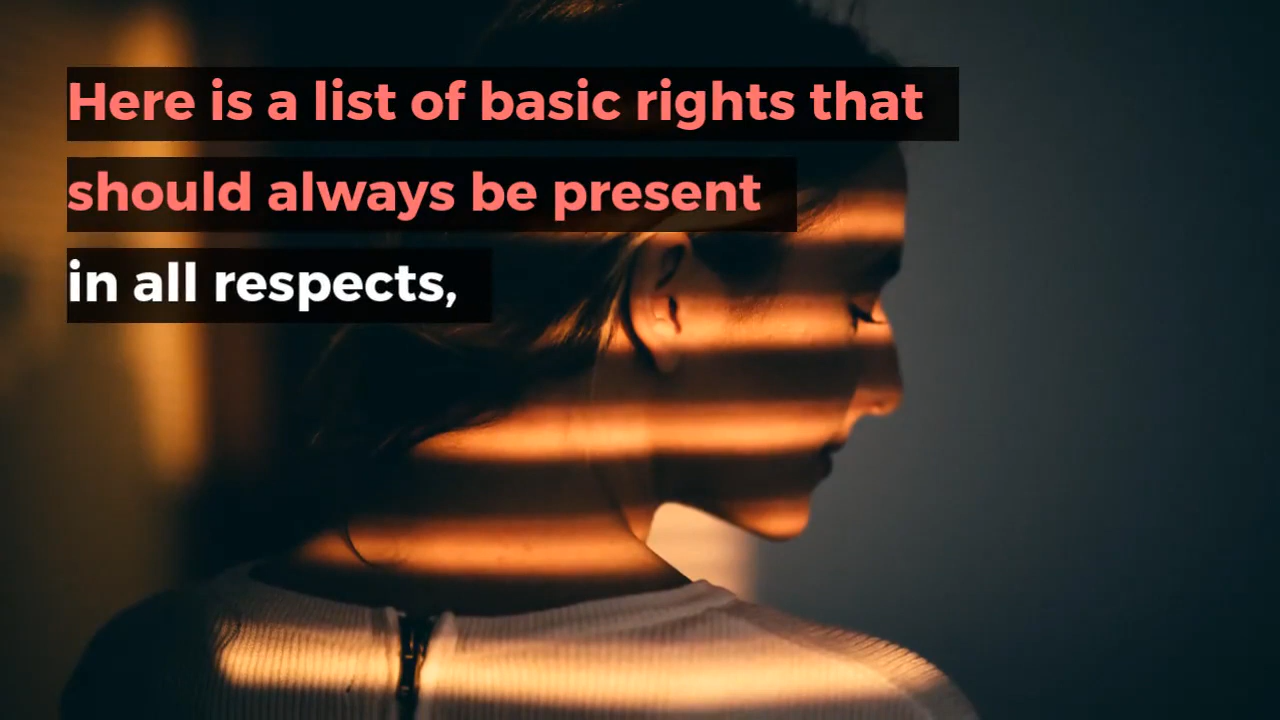 Here is a list of basic rights that
should always be present
in all respects,